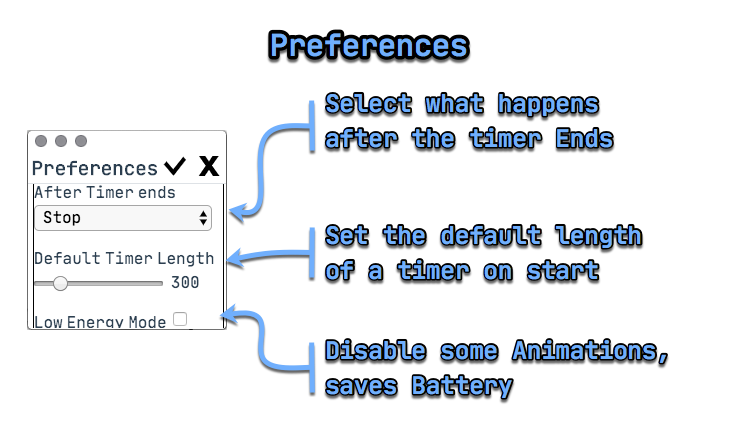 Preferences
Select what happens
after the timer Ends
Preferences
After Timer ends
Stop
Set the default length
of a timer on start
Default Timer Length
300
Low Energy Mode
Disable some Animations,
saves Battery